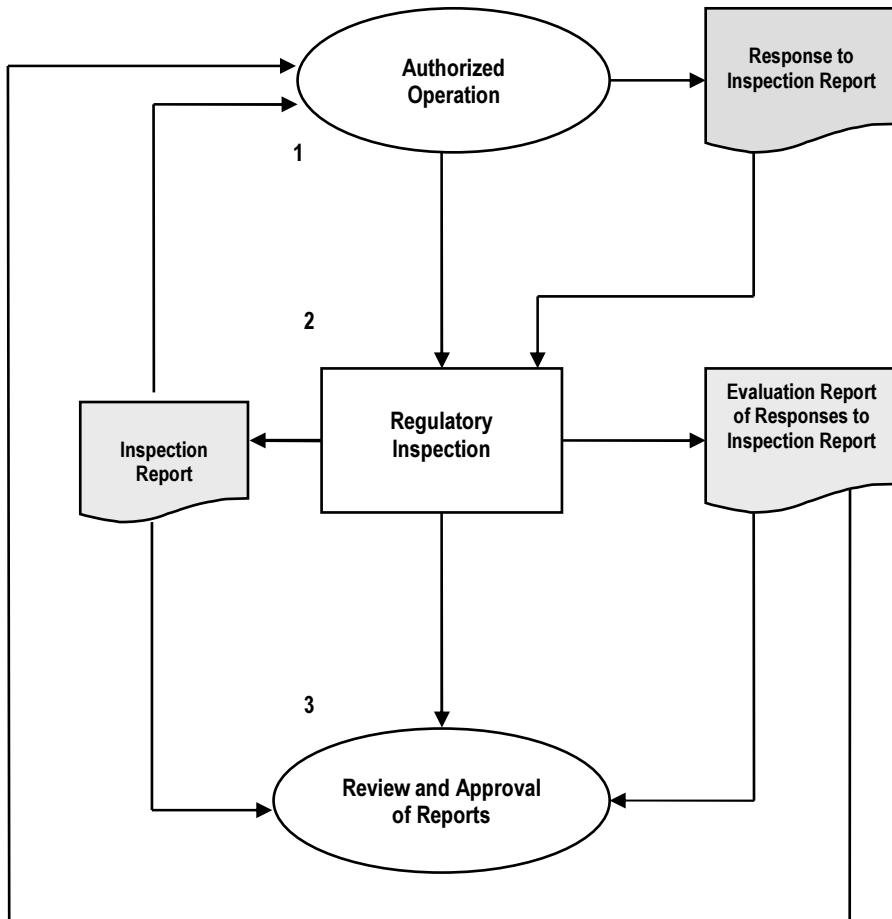 Authorized
Operation
Response to
Inspection Report
1
2
Inspection
Report
Regulatory
Inspection
Evaluation Report
of Responses to
Inspection Report
3
Review and Approval
of Reports